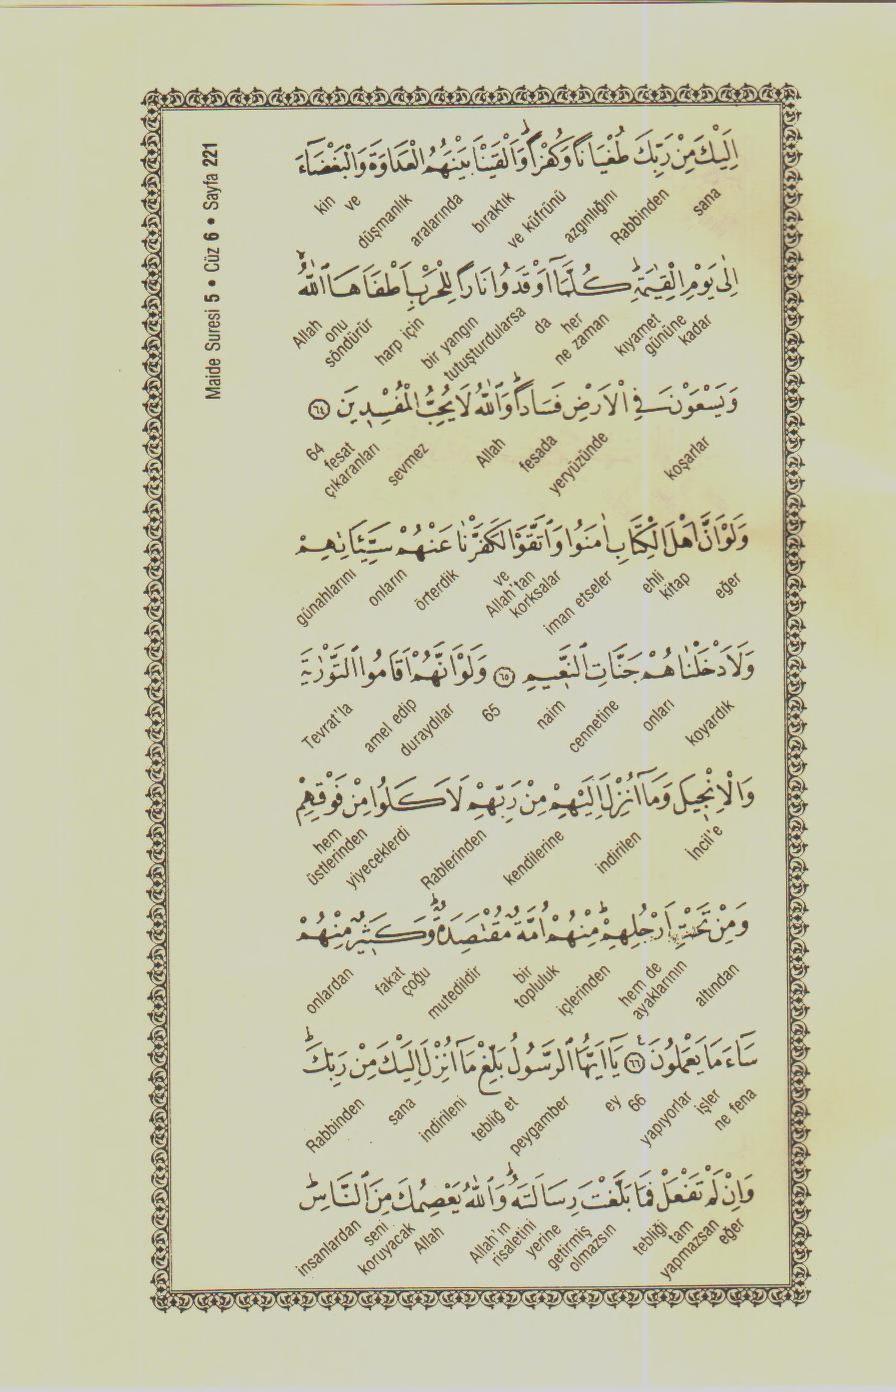 Maide Suresi 5 • Cüz 6 • Sayfa 221
اِلَيْكَ مِنْ رَبِّكَ طُغْيَانًا وَكُفْرًاۜ وَاَلْقَيْنَا بَيْنَهُمُ الْعَدَاوَةَ وَالْبَغْضَٓاءَ
sana Rabbinden azgınlığını ve küfrünü bıraktık aralarında düşmanlık ve kin
اِلٰى يَوْمِ الْقِيٰمَةِۜ كُلَّمَٓا اَوْقَدُوا نَارًا لِلْحَرْبِ اَطْفَاَهَا اللّٰهُۙ
kıyamet gününe kadar her ne zaman da bir yangın tutuşturdularsa harp için onu söndürür Allah
وَيَسْعَوْنَ فِي الْاَرْضِ فَسَادًاۜ وَاللّٰهُ لَا يُحِبُّ الْمُفْسِدٖينَ ﴿٦٤﴾
koşarlar yeryüzünde fesada Allah sevmez fesat çıkaranları 64
وَلَوْ اَنَّ اَهْلَ الْكِتَابِ اٰمَنُوا وَاتَّقَوْا لَكَفَّرْنَا عَنْهُمْ سَيِّـَٔاتِهِمْ
eğer ehli kitap iman etseler ve Allah'tan korksalar örterdik onların günahlarını
وَلَاَدْخَلْنَاهُمْ جَنَّاتِ النَّعٖيمِ ﴿٦٥﴾ وَلَوْ اَنَّهُمْ اَقَامُوا التَّوْرٰيةَ
koyardık onları cennetine naim 65 duraydılar amel edip Tevrat'la
وَالْاِنْجٖيلَ وَمَٓا اُنْزِلَ اِلَيْهِمْ مِنْ رَبِّهِمْ لَاَكَلُوا مِنْ فَوْقِهِمْ
İncil'e indirilen kendilerine Rablerinden yiyeceklerdi hem üstlerinden
وَمِنْ تَحْتِ اَرْجُلِهِمْۜ مِنْهُمْ اُمَّةٌ مُقْتَصِدَةٌۜ وَكَثٖيرٌ مِنْهُمْ
altından hem de ayaklarının içlerinden bir topluluk mutedildir fakat çoğu onlardan
سَٓاءَ مَا يَعْمَلُونَ ﴿٦٦﴾ يَٓا اَيُّهَا الرَّسُولُ بَلِّغْ مَٓا اُنْزِلَ اِلَيْكَ مِنْ رَبِّكَۜ
ne fena işler yapıyorlar 66 ey peygamber tebliğ et indirileni sana Rabbinden
وَاِنْ لَمْ تَفْعَلْ فَمَا بَلَّغْتَ رِسَالَتَهُۜ وَاللّٰهُ يَعْصِمُكَ مِنَ النَّاسِۜ
eğer tam yapmazsan tebliği Allah'ın risaletini yerine getirmiş olmazsın Allah seni koruyacak insanlardan